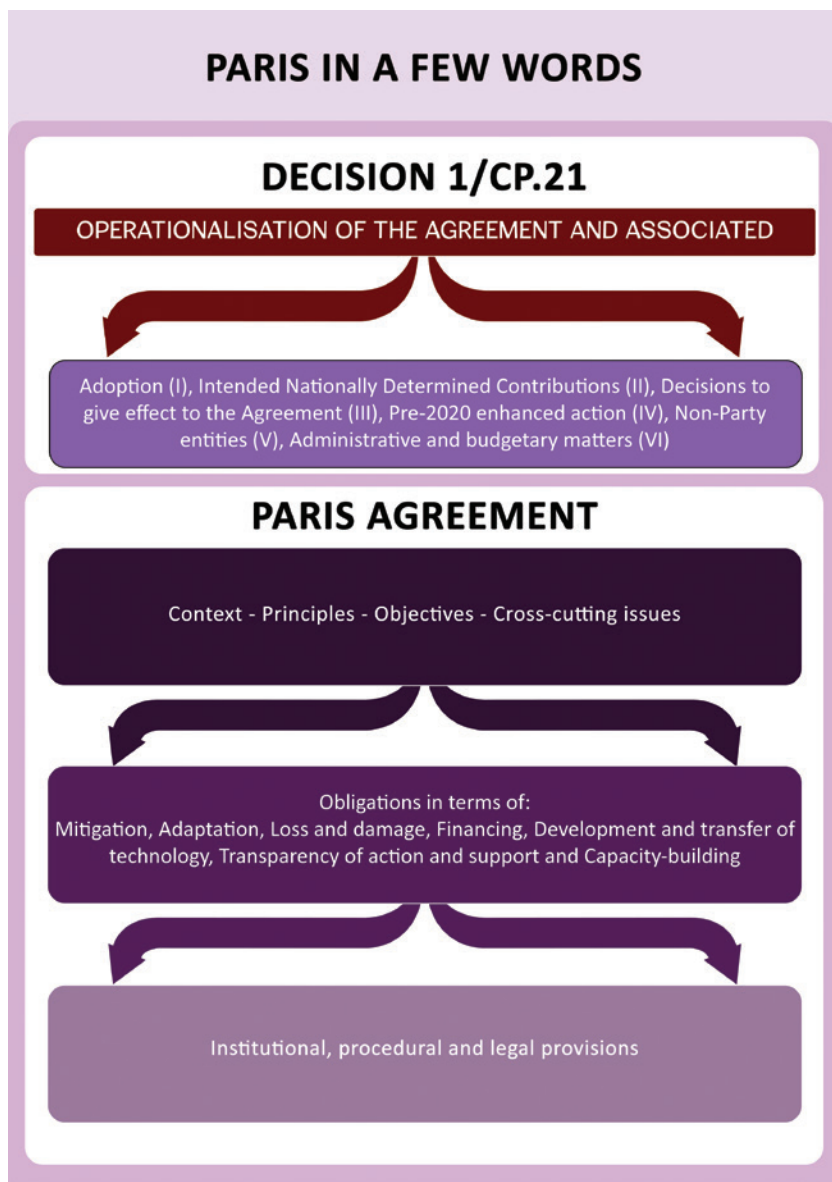 PARIS IN A FEW WORDS
DECISION 1/CP.21
OPERATIONALISATION OF THE AGREEMENT AND ASSOCIATED
Adoption (I), Intended Nationally Determined Contributions (II), Decisions to
give effect to the Agreement (III), Pre-2020 enhanced action (IV), Non-Party
entities (V), Administrative and budgetary matters (VI)
PARIS AGREEMENT
Context - Principles - Objectives - Cross-cutting issues
Obligations in terms of:
Mitigation, Adaptation, Loss and damage, Financing, Development and transfer of
technology, Transparency of action and support and Capacity-building
Institutional, procedural and legal provisions